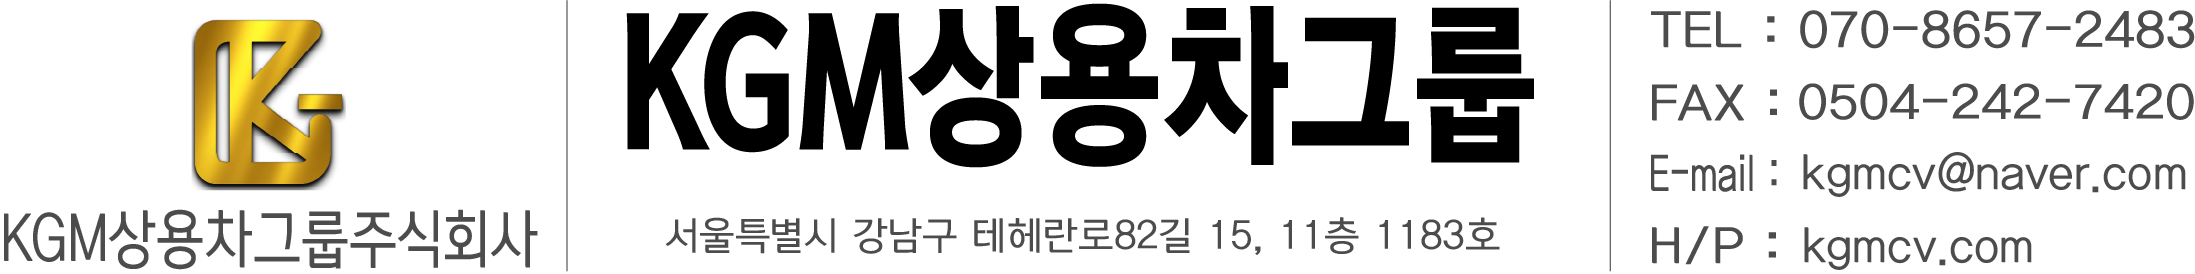 KG
KGM상용차그룹주식회사
KGM상용차그룹
서울특별시 강남구 테헤란로82길 15, 11층 1183호
TEL : 070-8657-2483
FAX : 0504-242-7420
E-mail : kgmcv@naver.com
H/P : kgmcv.com